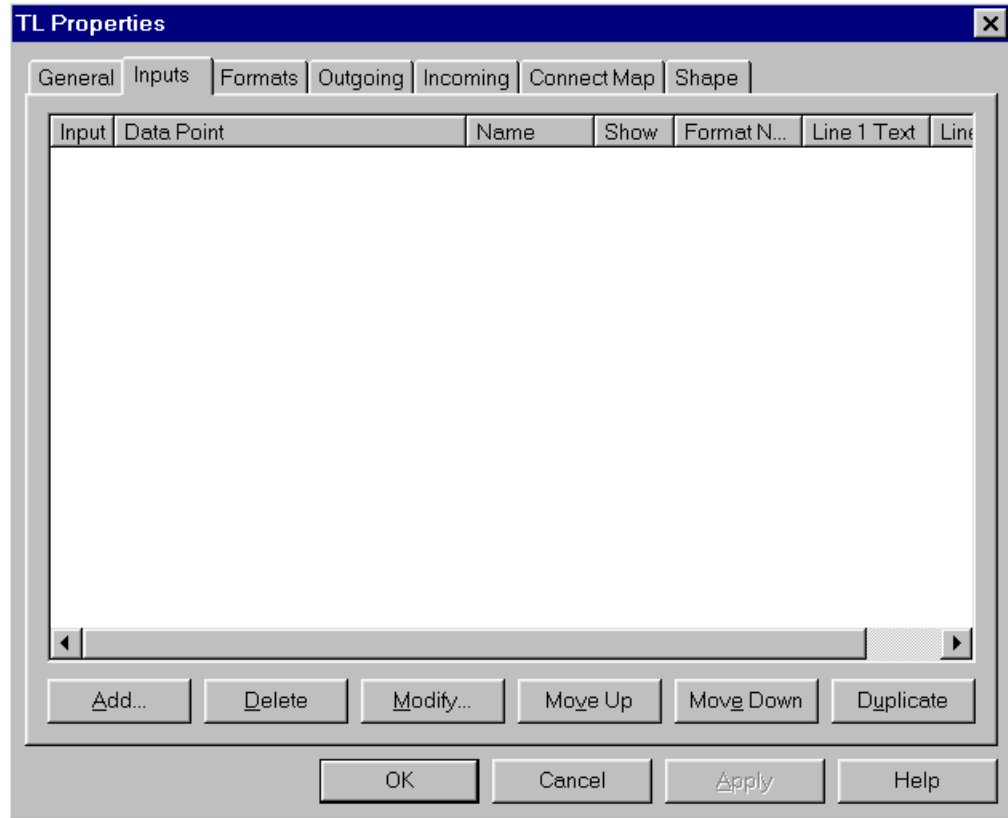 TL Properties
General Inputs Formats Outgoing Incoming Connect Map Shape
Input Data Point Name Show Format N... Line 1 Text Line
Add... Delete Modify... Move Up Move Down Duplicate
OK Cancel Apply Help